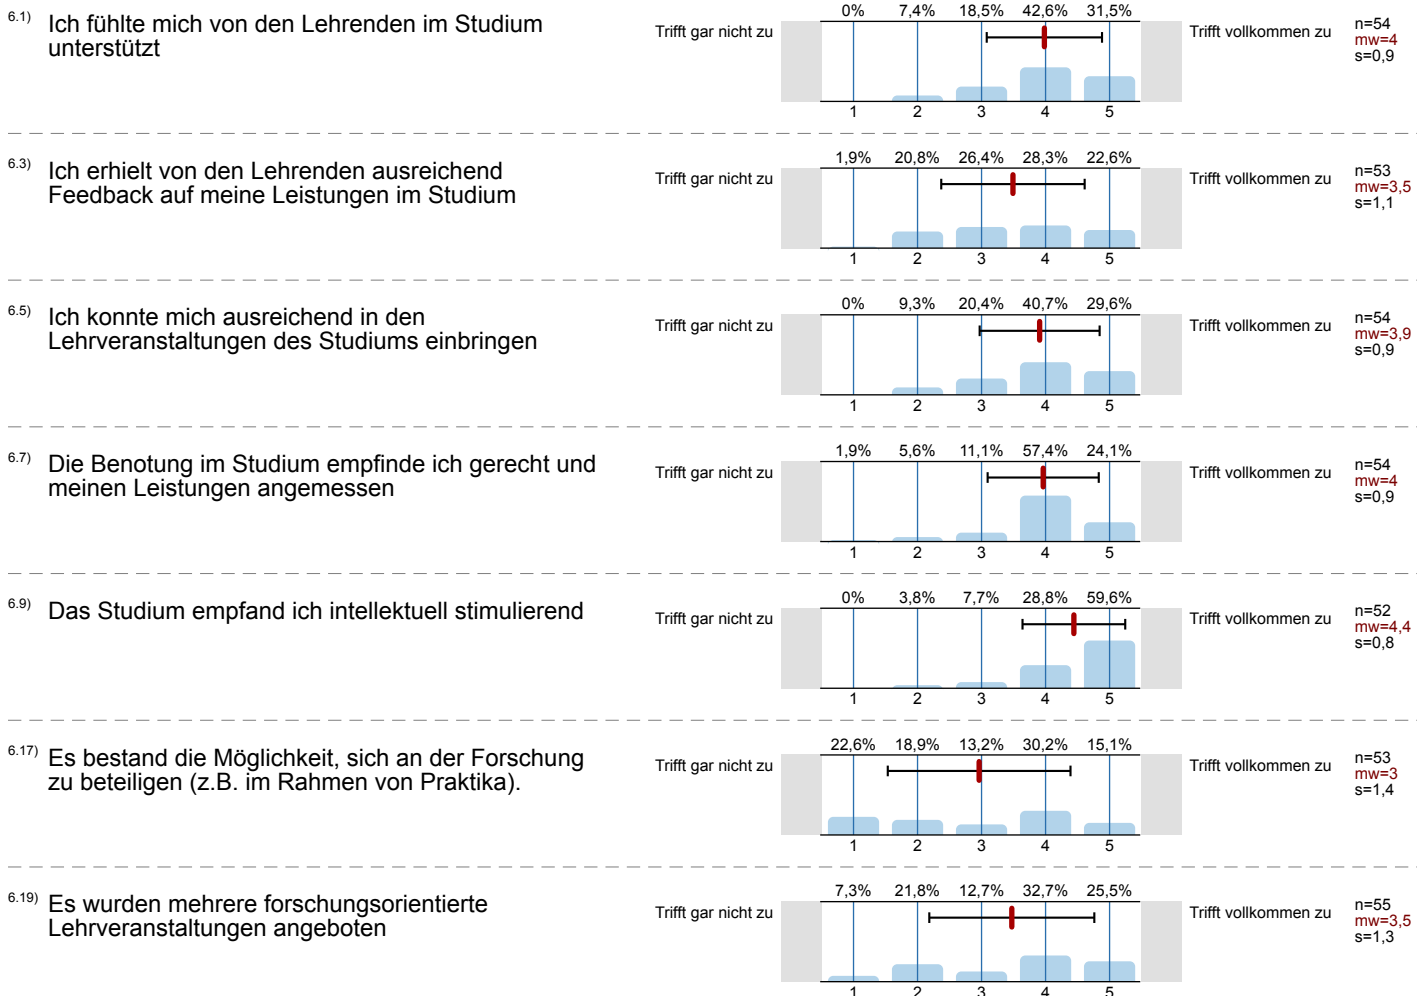 6.1) Ich fühlte mich von den Lehrenden im Studium
unterstützt
Trifft gar nicht zu
0% 7,4% 18,5% 42,6% 31,5%
1 2 3 4 5
Trifft vollkommen zu
n=54
mw=4
s=0,9
6.3) Ich erhielt von den Lehrenden ausreichend
Feedback auf meine Leistungen im Studium
Trifft gar nicht zu
1,9% 20,8% 26,4% 28,3% 22,6%
1 2 3 4 5
Trifft vollkommen zu
n=53
mw=3,5
s=1,1
6.5) Ich konnte mich ausreichend in den
Lehrveranstaltungen des Studiums einbringen
Trifft gar nicht zu
0% 9,3% 20,4% 40,7% 29,6%
1 2 3 4 5
Trifft vollkommen zu
n=54
mw=3,9
s=0,9
6.7) Die Benotung im Studium empfinde ich gerecht und
meinen Leistungen angemessen
Trifft gar nicht zu
1,9% 5,6% 11,1% 57,4% 24,1%
1 2 3 4 5
Trifft vollkommen zu
n=54
mw=4
s=0,9
6.9) Das Studium empfand ich intellektuell stimulierend
Trifft gar nicht zu
0% 3,8% 7,7% 28,8% 59,6%
1 2 3 4 5
Trifft vollkommen zu
n=52
mw=4,4
s=0,8
6.17) Es bestand die Möglichkeit, sich an der Forschung
zu beteiligen (z.B. im Rahmen von Praktika).
Trifft gar nicht zu
22,6% 18,9% 13,2% 30,2% 15,1%
1 2 3 4 5
Trifft vollkommen zu
n=53
mw=3
s=1,4
6.19) Es wurden mehrere forschungsorientierte
Lehrveranstaltungen angeboten
Trifft gar nicht zu
7,3% 21,8% 12,7% 32,7% 25,5%
1 2 3 4 5
Trifft vollkommen zu
n=55
mw=3,5
s=1,3